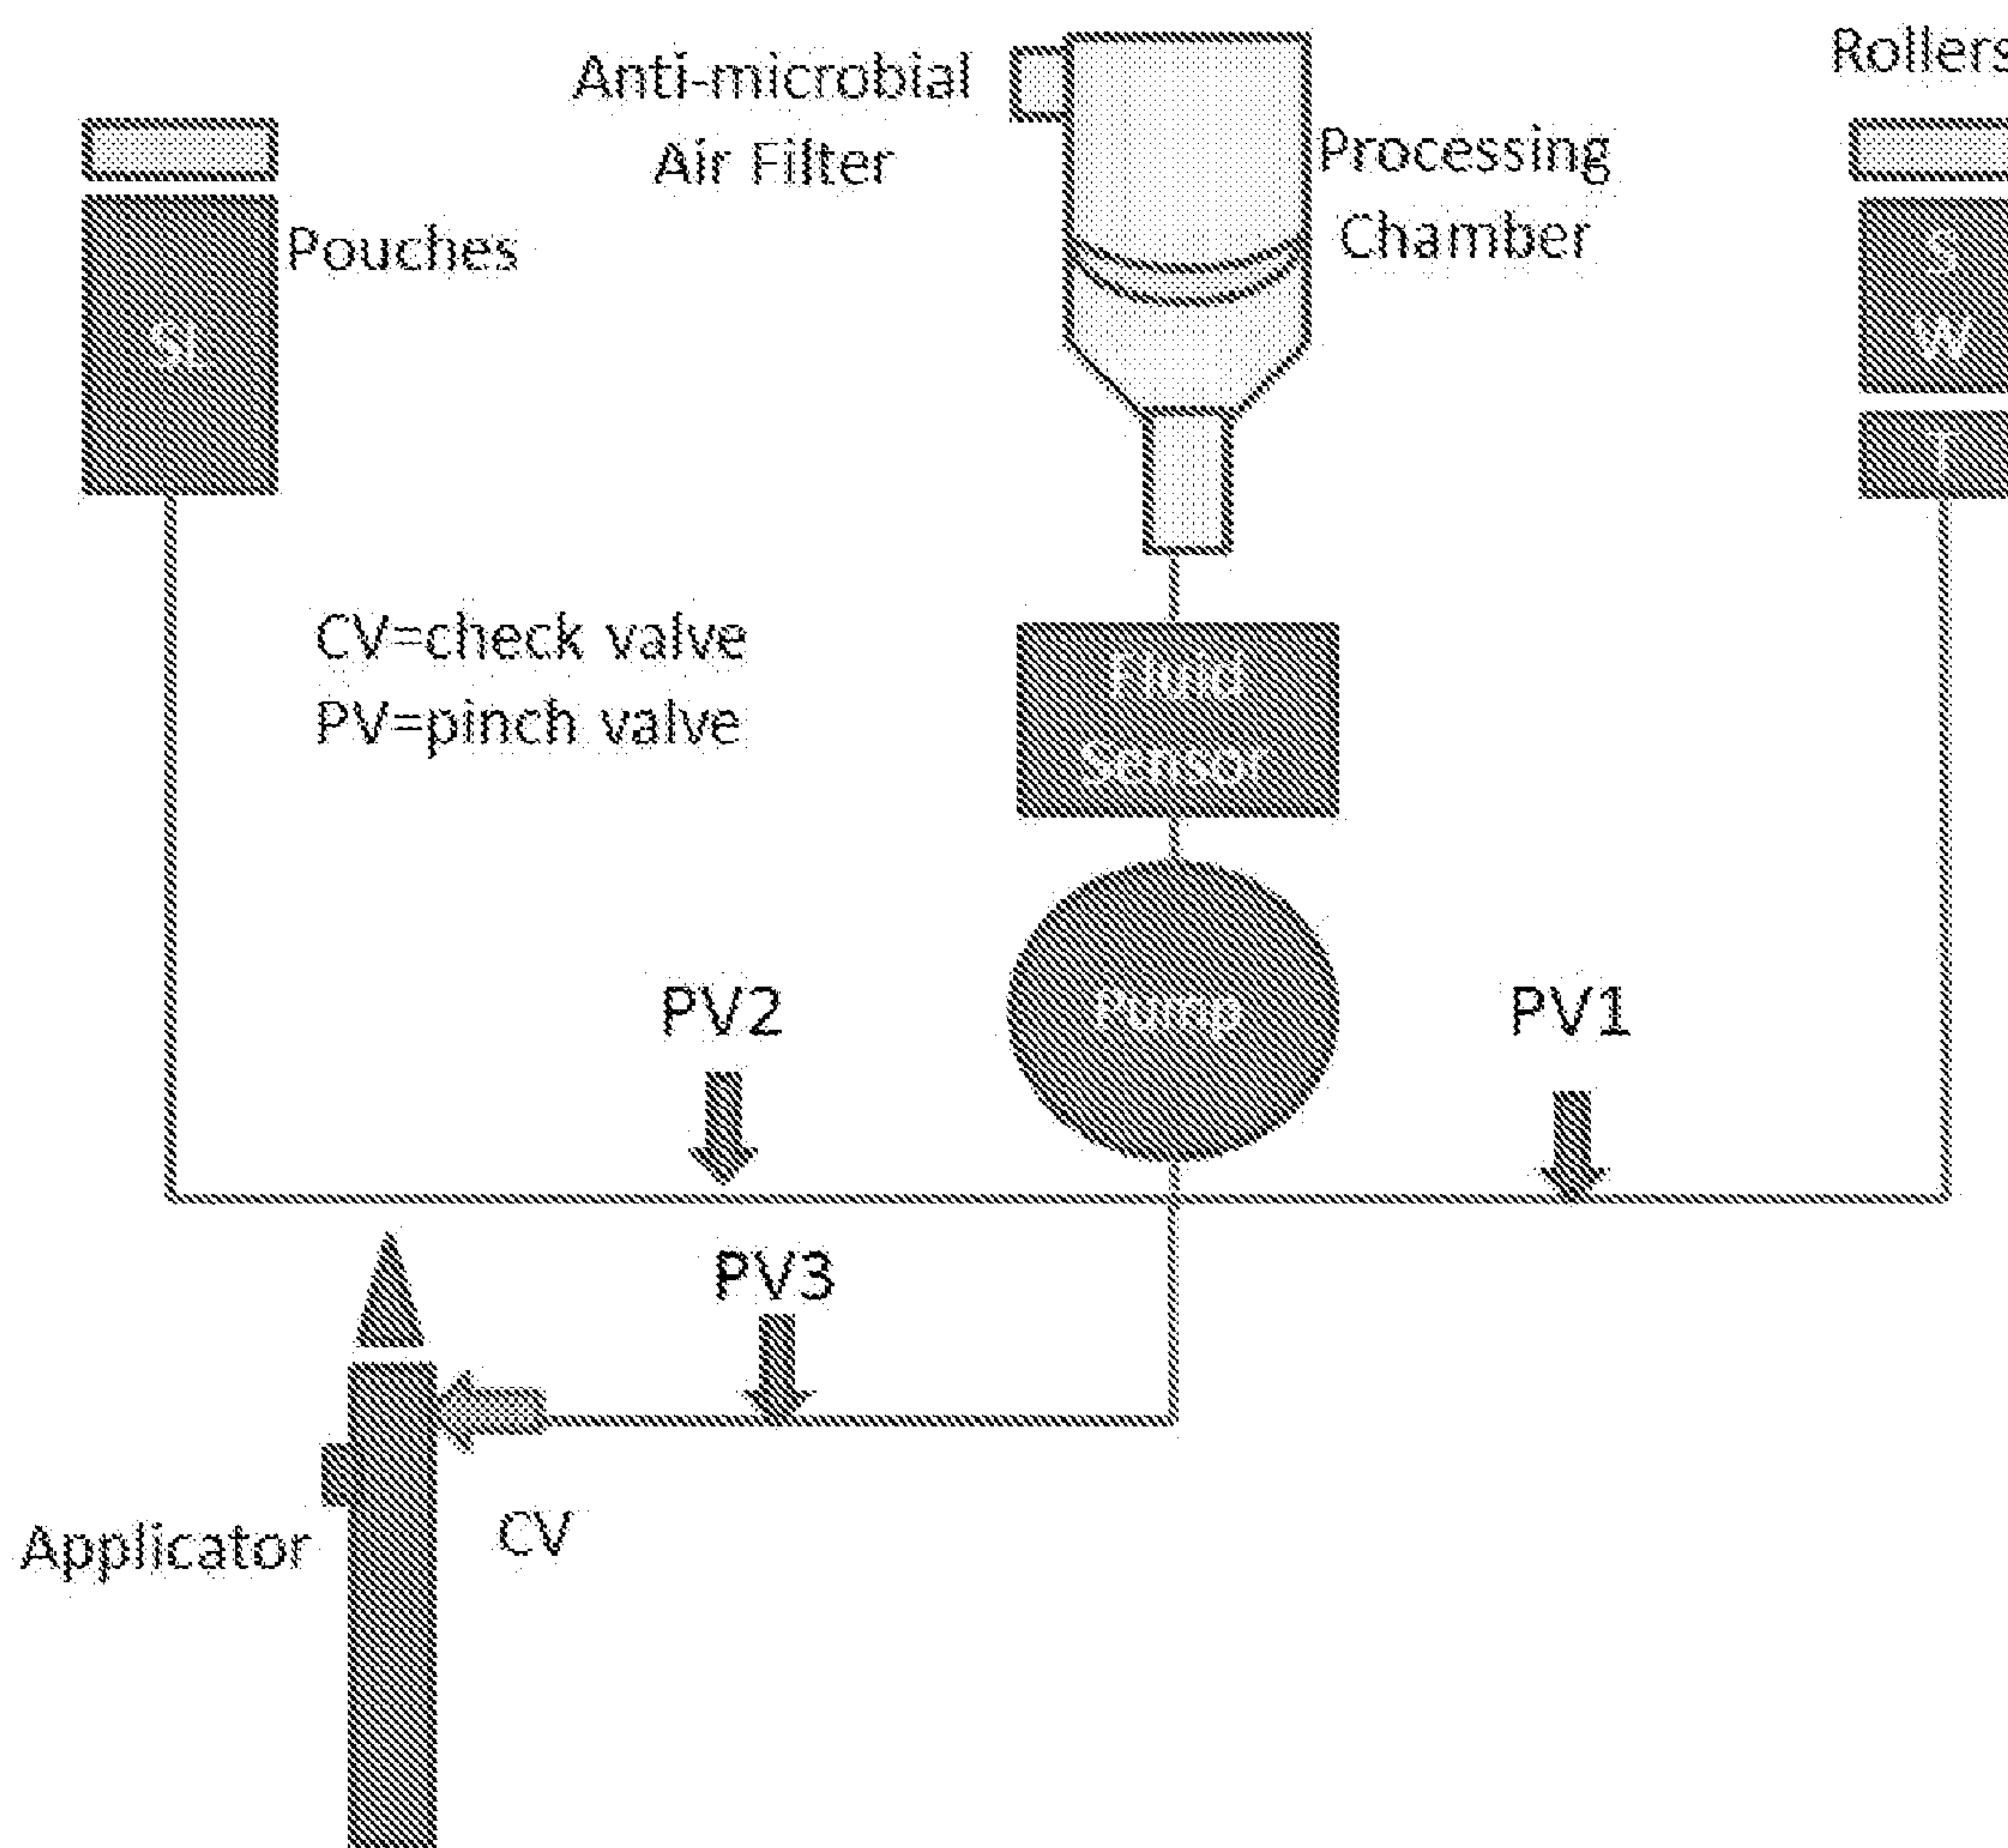 Rollers
Anti-microbial
Air Filter
Processing
Chamber
Pouches
SL
S
W
T
CV=check valve
PV=pinch valve
Fluid
Sensor
Pump
PV2
PV1
PV3
Applicator
CV